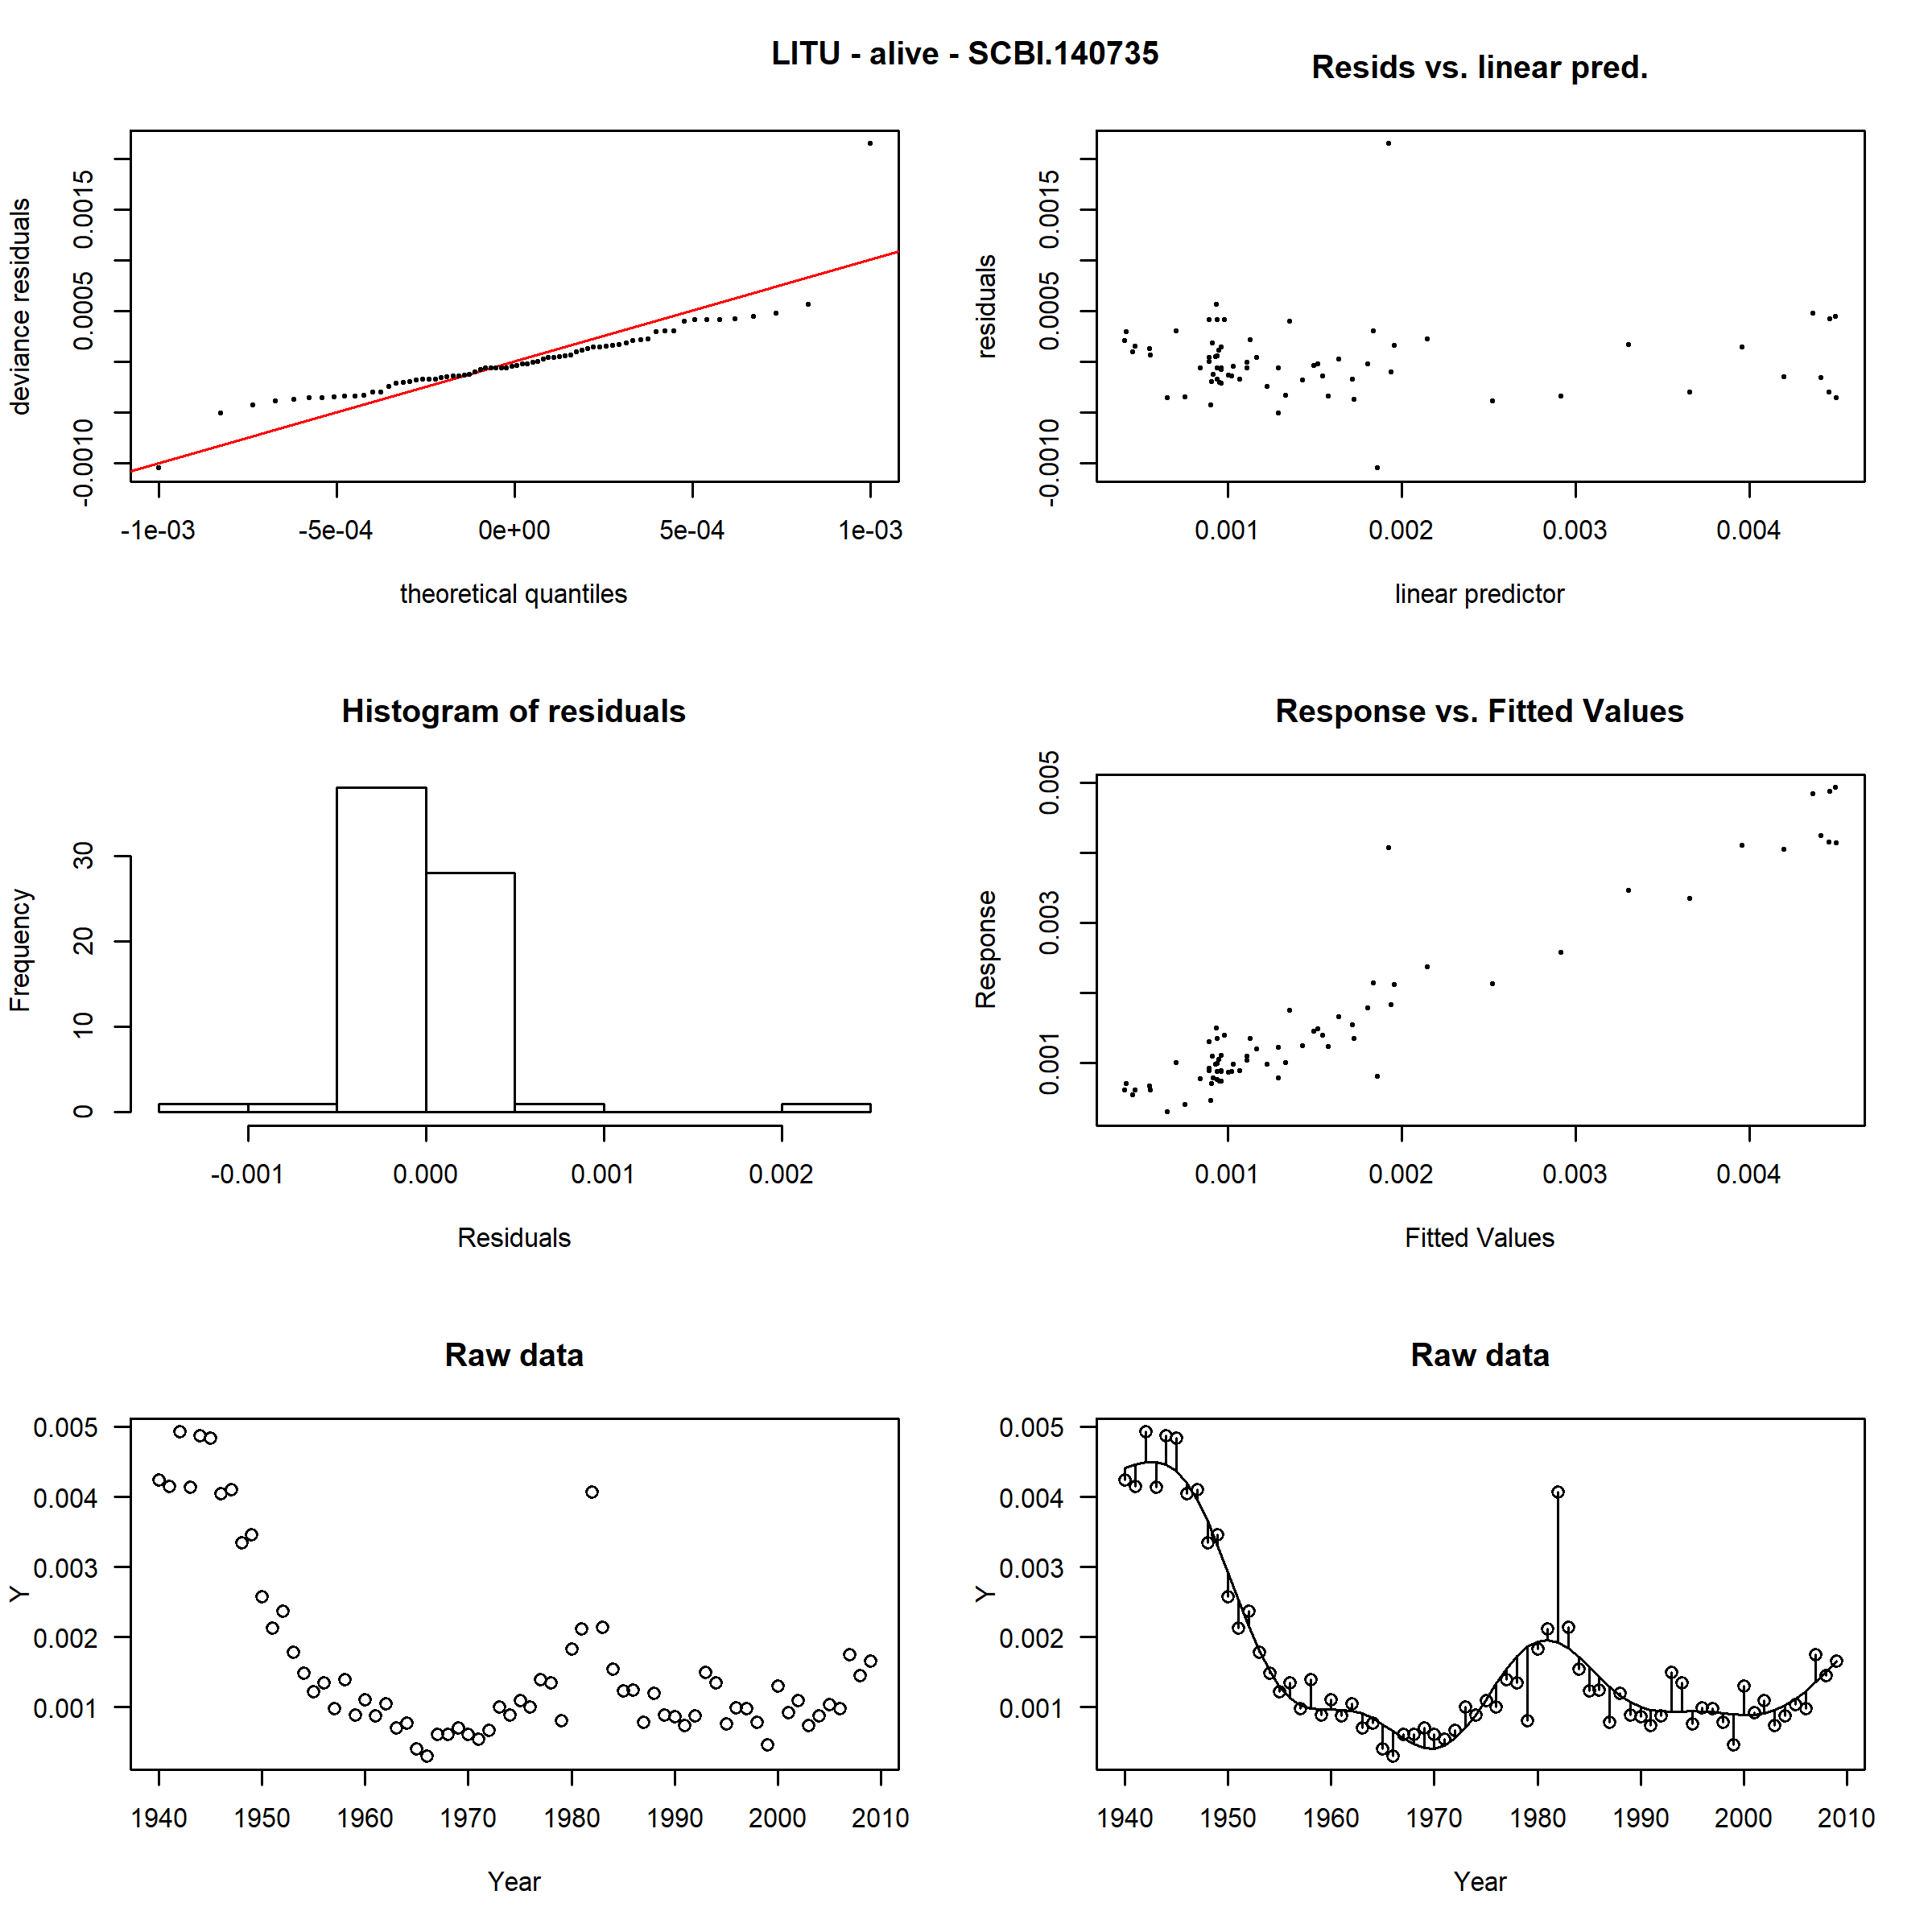 LITU - alive - SCBI.140735
Resids vs. linear pred.
deviance residuals
-0.0010 0.0005 0.0015
-1e-03 -5e-04 0e+00 5e-04 1e-03
theoretical quantiles
residuals
-0.0010 0.0005 0.0015
0.001 0.002 0.003 0.004
linear predictor
Histogram of residuals
Frequency
0 10 20 30
-0.001 0.000 0.001 0.002
Residuals
Response vs. Fitted Values
Response
0.001 0.003 0.005
0.001 0.002 0.003 0.004
Fitted Values
Raw data
Y
0.005
0.004
0.003
0.002
0.001
1940 1950 1960 1970 1980 1990 2000 2010
Year
Raw data
Y
0.005
0.004
0.003
0.002
0.001
1940 1950 1960 1970 1980 1990 2000 2010
Year